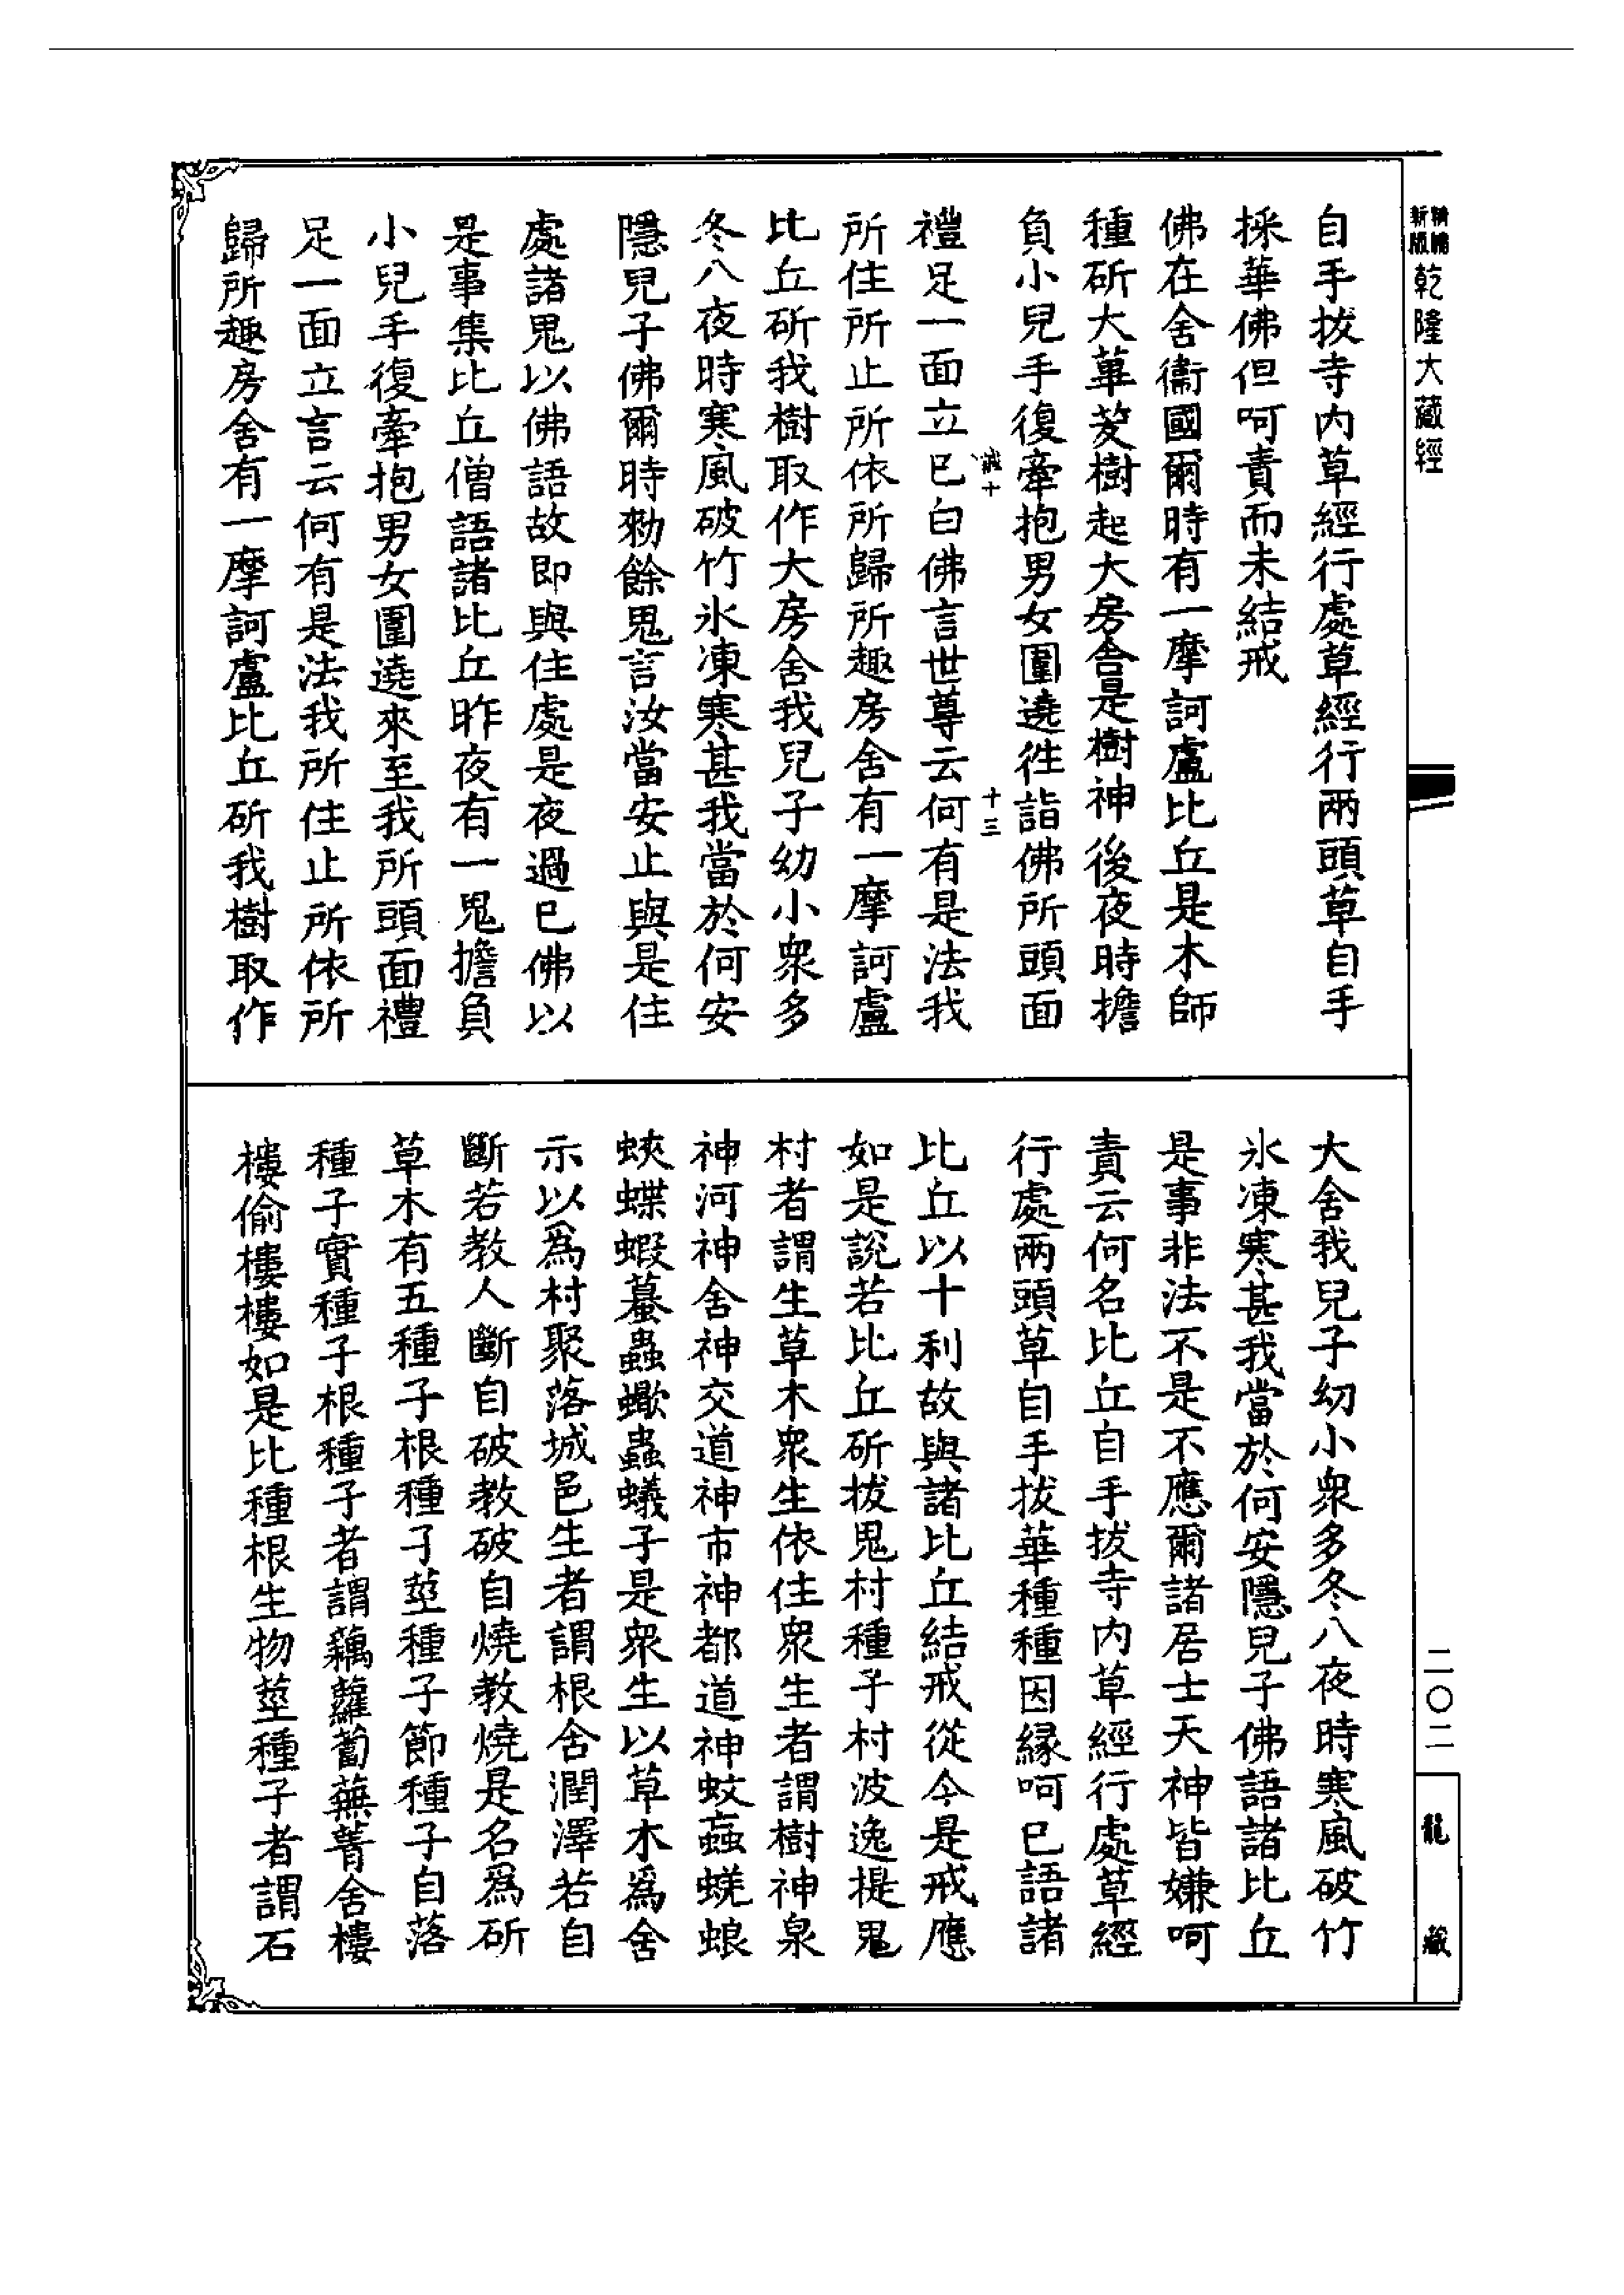 新版 精補 乾隆大藏經
自手拔寺內草經行處草經行兩頭草自手
採華佛但呵責而未結戒
佛在舍衞國爾時有一摩訶盧比丘是木師
種斫大蓽茇樹起大房舍是樹神後夜時擔
負小兒手復牽抱男女圍遶徃詣佛所頭面
十
十三
禮足一面立已白佛言世尊云何有是法我
所住所止所依所歸所趣房舍有一摩訶盧
比丘斫我樹取作大房舍我兒子幼小衆多
冬八夜時寒風破竹氷凍寒甚我當於何安
隱兒子佛爾時勑餘鬼言汝當安止與是住
處諸鬼以佛語故即與住處是夜過已佛以
是事集比丘僧語諸比丘昨夜有一鬼擔負
小兒手復牽抱男女圍遶來至我所頭面禮
足一面立言云何有是法我所住止所依所
歸所趣房舍有一摩訶盧比丘斫我樹取作
大舍我兒子幼小衆多冬八夜時寒風破竹
氷凍寒甚我當於何安隱兒子佛語諸比丘
是事非法不是不應爾諸居士天神皆嫌呵
責云何名比丘自手拔寺內草經行處草經
行處兩頭草自手拔華種種因縁呵已語諸
比丘以十利故與諸比丘結戒從今是戒應
如是說若比丘斫拔鬼村種子村波逸提鬼
村者謂生草木衆生依住衆生者謂樹神泉
神河神舍神交道神市神都道神蚊蝱蜣蜋
蛺蝶蝦蟇蟲蠍蟲蟻子是衆生以草木爲舍
示以爲村聚落城邑生者謂根含潤澤若自
斷若教人斷自破教破自燒教燒是名爲斫
草木有五種子根種子莖種子節種子自落
種子實種子根種子者謂藕蘿蔔蕪菁舍樓
樓偷樓樓如是比種根生物莖種子者謂石
二〇二
龍藏